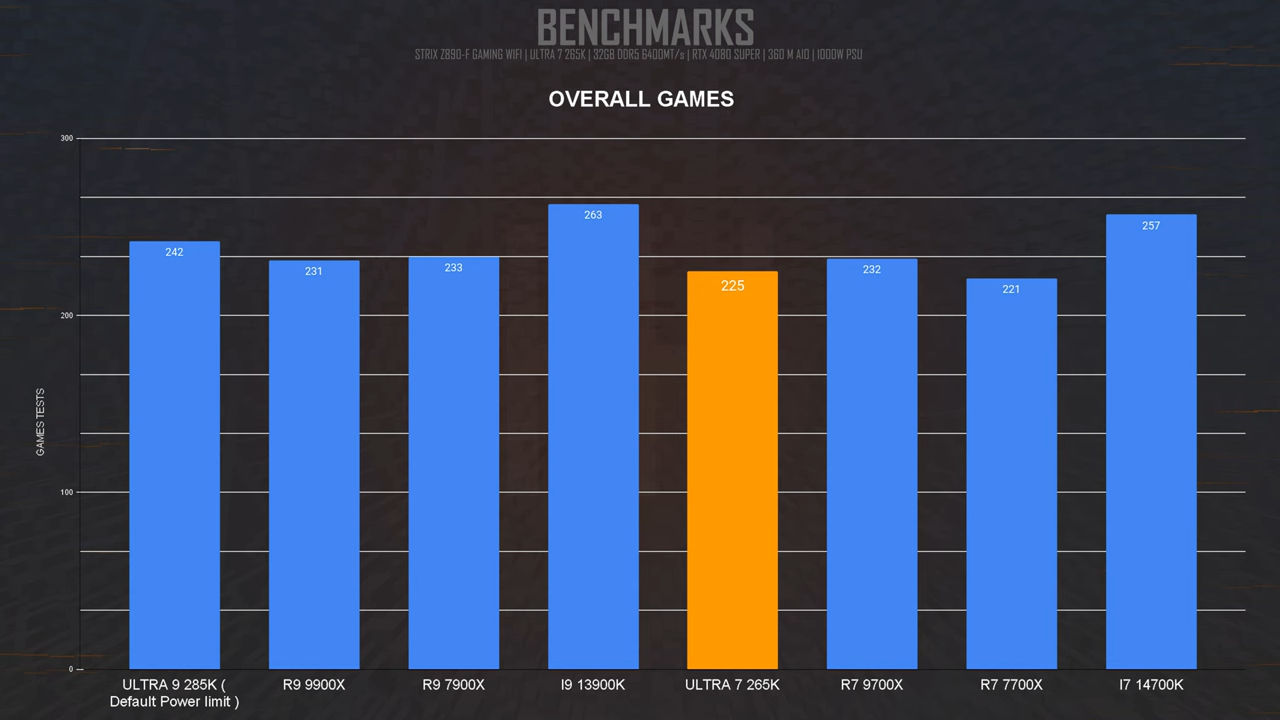 BENCHMARKS
STRIX Z890-F GAMING WIFI | ULTRA 7 265K | 32GB DDR5 6400MT/s | RTX 4080 SUPER | 360 M AIO | 1000W PSU
OVERALL GAMES
GAMES TESTS
300
200
100
0
242
231
233
263
225
232
221
257
ULTRA 9 285K (
Default Power limit )
R9 9900X
R9 7900X
I9 13900K
ULTRA 7 265K
R7 9700X
R7 7700X
I7 14700K